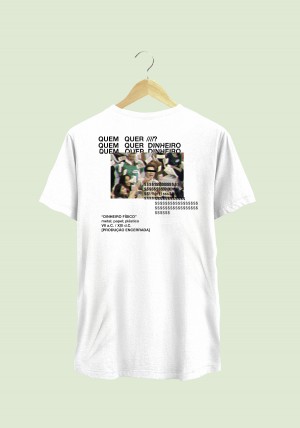 QUEM QUER ///?
QUEM QUER DINHEIRO
QUEM QUER DINHEIRO
$$$$$$$$$$$$$$$$
$$$$$$$$$$$$$$$$
$$$$$$
"DINHEIRO FÍSICO"
metal, papel, plástico
VII a.C. / XXI d.C.
[PRODUÇÃO ENCERRADA]